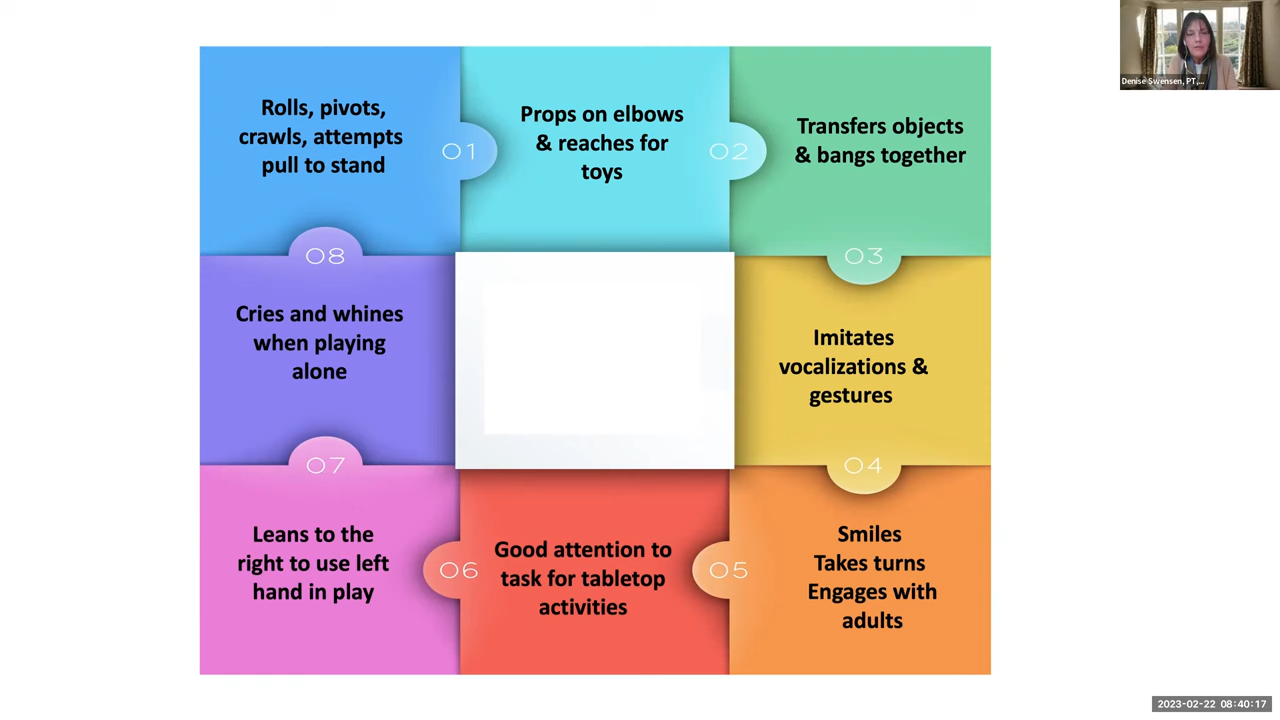 Rolls, pivots,
crawls, attempts
pull to stand
01
Props on elbows
& reaches for
toys
02
Transfers objects
& bangs together
03
Imitates
vocalizations &
gestures
04
Smiles
Takes turns
Engages with
adults
05
Good attention to
task for tabletop
activities
06
Leans to the
right to use left
hand in play
07
Cries and whines
when playing
alone
08
Denise Swensen, PT,...
2023-02-22 08:40:17